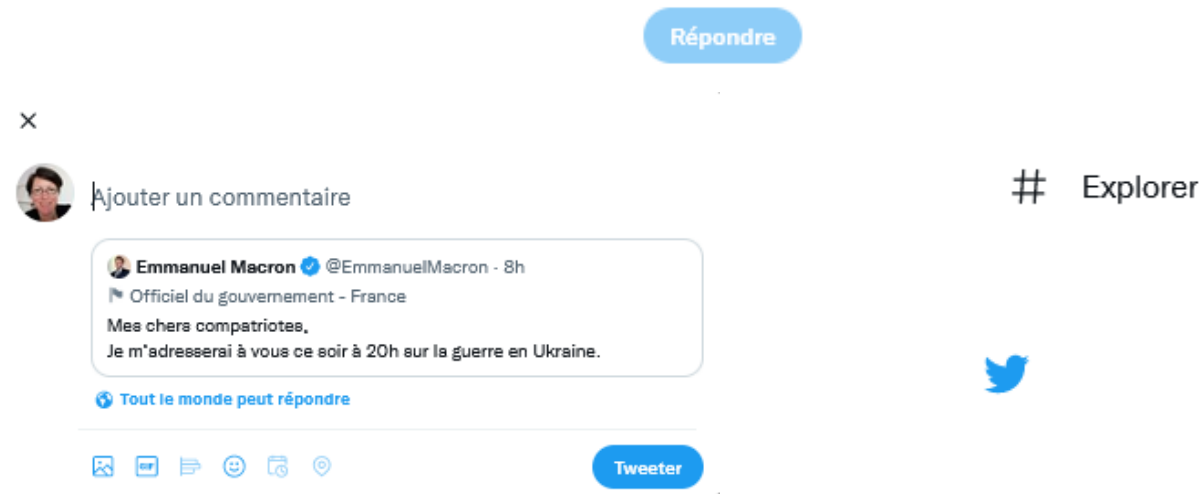 Répondre
Ajouter un commentaire
# Explorer
Emmanuel Macron @EmmanuelMacron · 8h
Officiel du gouvernement - France
Mes chers compatriotes,
Je m'adresserai à vous ce soir à 20h sur la guerre en Ukraine.
Tout le monde peut répondre
GIF
Tweeter